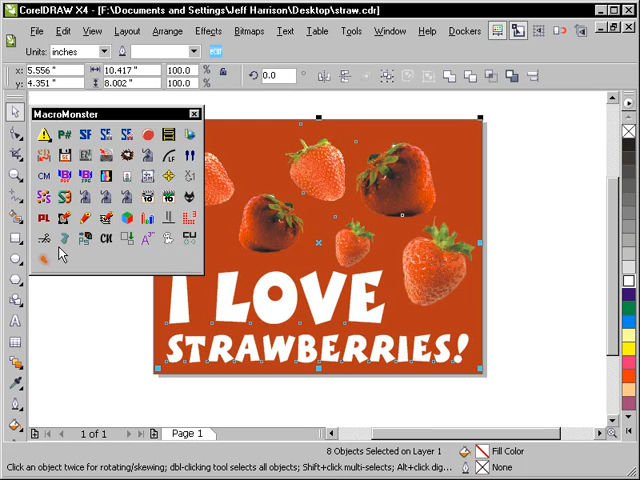 CorelDRAW X4 - [F:\Documents and Settings\Jeff Harrison\Desktop\straw.cdr]
File Edit View Layout Arrange Effects Bitmaps Text Table Tools Window Help Dockers
Units: inches
x: 5.556 " 10.417 " 100.0 %
y: 4.351 " 8.002 " 100.0 %
0.0 °
MacroMonster
P# SF
CM
PL
CK
I LOVE
STRAWBERRIES!
1 of 1
Page 1
8 Objects Selected on Layer 1
Fill Color
Click an object twice for rotating/skewing; dbl-clicking tool selects all objects; Shift+click multi-selects; Alt+click dig...
None